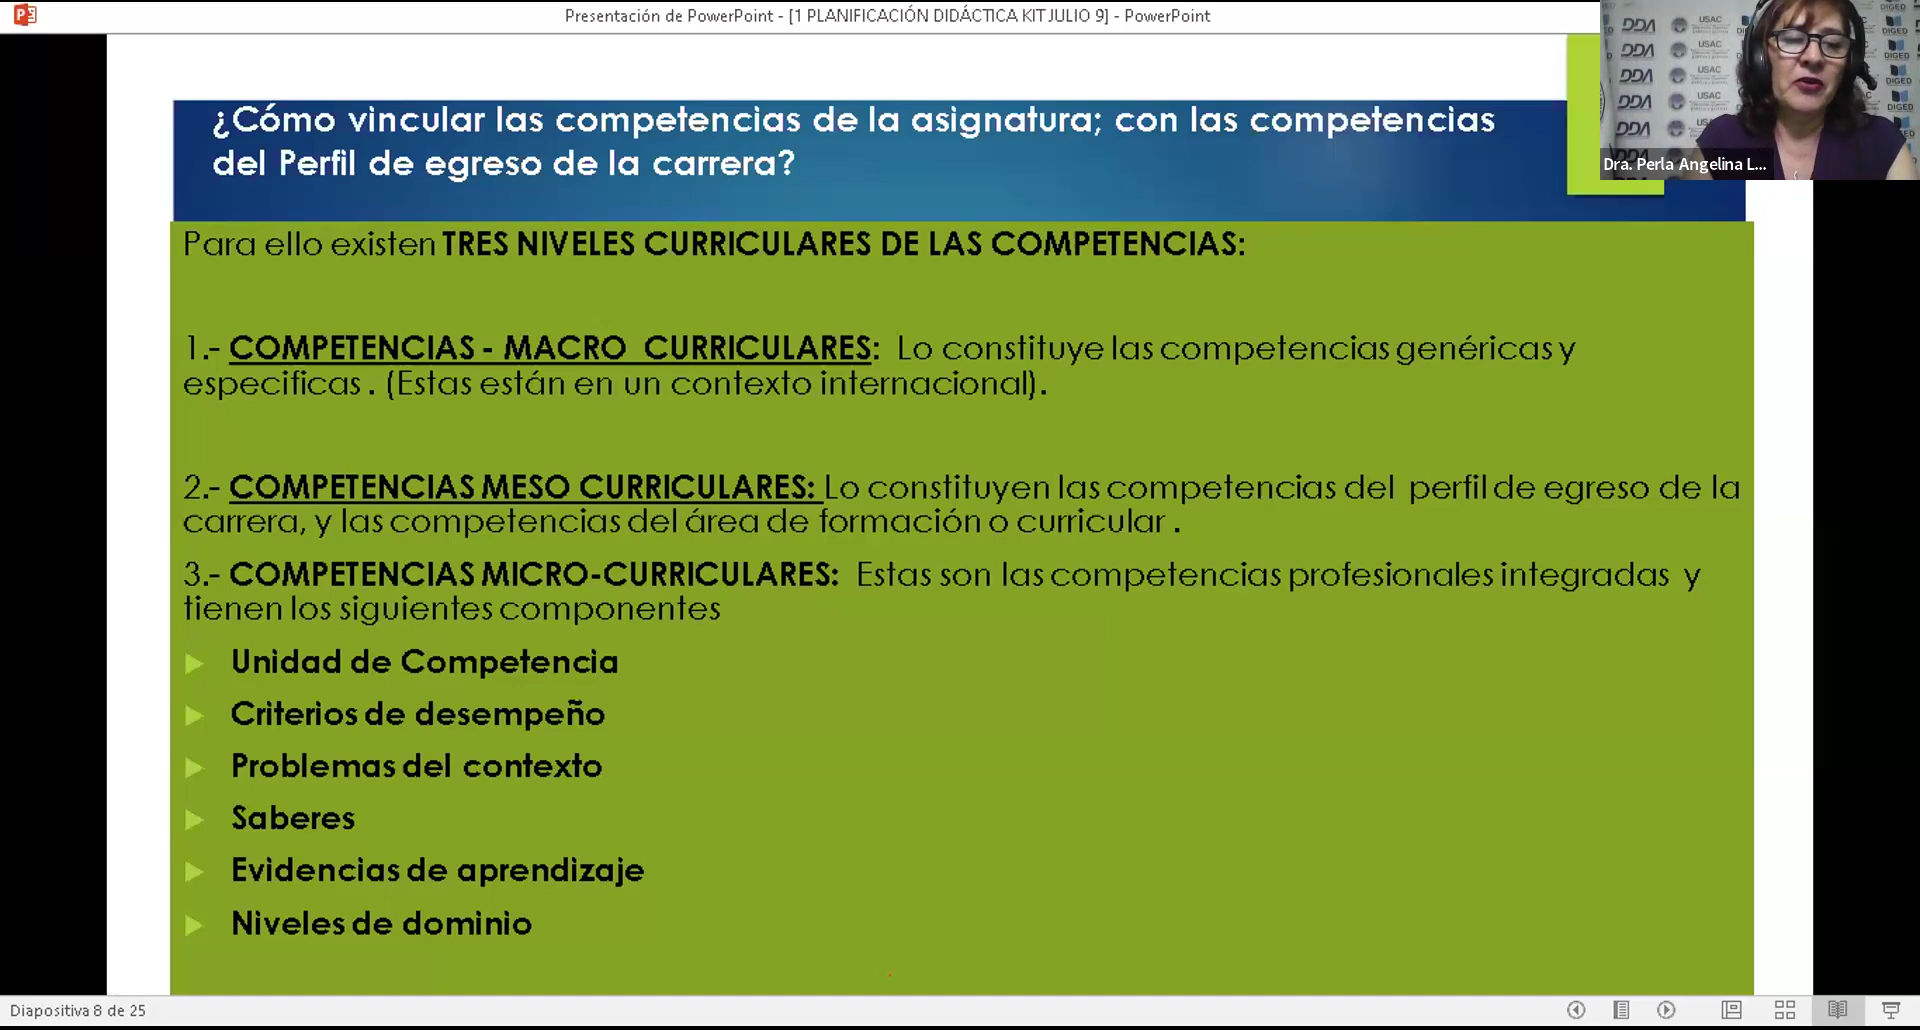 Presentación de PowerPoint - [1 PLANIFICACIÓN DIDÁCTICA KIT JULIO 9] - PowerPoint
DDA USAC DIGED
Dra. Perla Angelina L...
¿Cómo vincular las competencias de la asignatura; con las competencias
del Perfil de egreso de la carrera?
Para ello existen TRES NIVELES CURRICULARES DE LAS COMPETENCIAS:
1.- COMPETENCIAS - MACRO CURRICULARES: Lo constituye las competencias genéricas y
especificas . (Estas están en un contexto internacional).
2.- COMPETENCIAS MESO CURRICULARES: Lo constituyen las competencias del perfil de egreso de la
carrera, y las competencias del área de formación o curricular .
3.- COMPETENCIAS MICRO-CURRICULARES: Estas son las competencias profesionales integradas y
tienen los siguientes componentes
Unidad de Competencia
Criterios de desempeño
Problemas del contexto
Saberes
Evidencias de aprendizaje
Niveles de dominio
Diapositiva 8 de 25